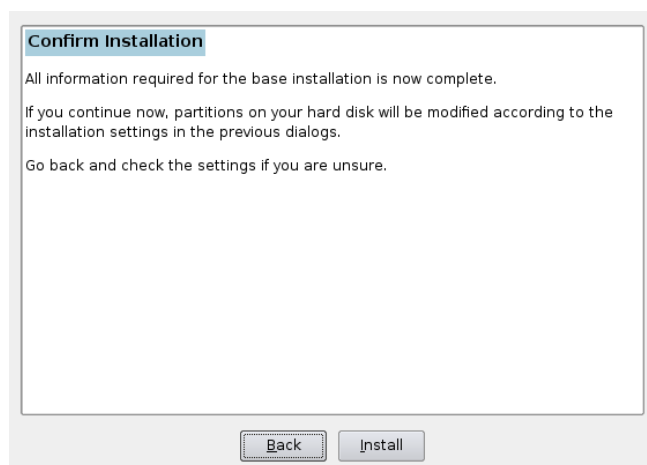 Confirm Installation
All information required for the base installation is now complete.
If you continue now, partitions on your hard disk will be modified according to the
installation settings in the previous dialogs.
Go back and check the settings if you are unsure.
Back
Install